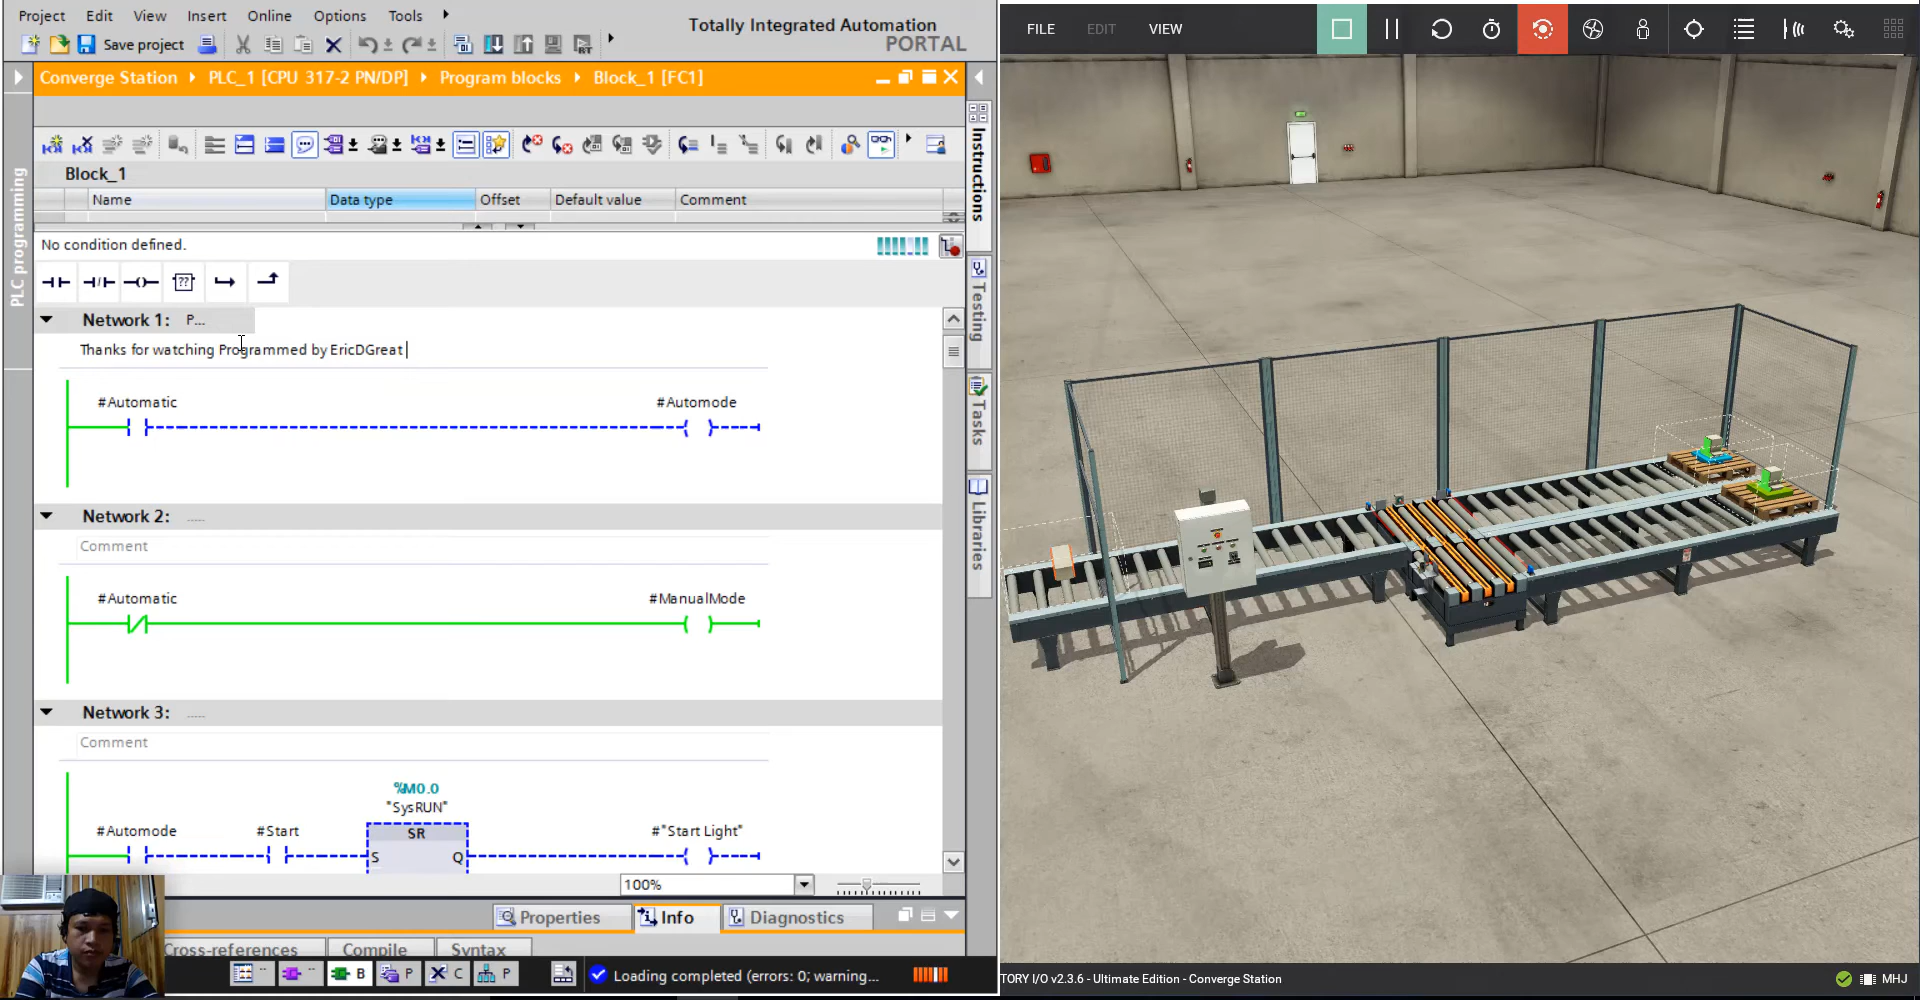 Project Edit View Insert Online Options Tools
Totally Integrated Automation
PORTAL
Save project
Converge Station PLC_1 [CPU 317-2 PN/DP] Program blocks Block_1 [FC1]
Block_1
Name Data type Offset Default value Comment
No condition defined.
??
Network 1: P...
Thanks for watching Programmed by EricDGreat
#Automatic #Automode
Network 2: .....
Comment
#Automatic #ManualMode
Network 3: .....
Comment
%M0.0
"SysRUN"
#Automode #Start SR #"Start Light"
S Q
100%
Properties Info Diagnostics
Cross-references Compile Syntax
B P C P
Loading completed (errors: 0; warning...
PLC programming
Instructions
Testing
Tasks
Libraries
FILE EDIT VIEW
TORY I/O v2.3.6 - Ultimate Edition - Converge Station
MHJ